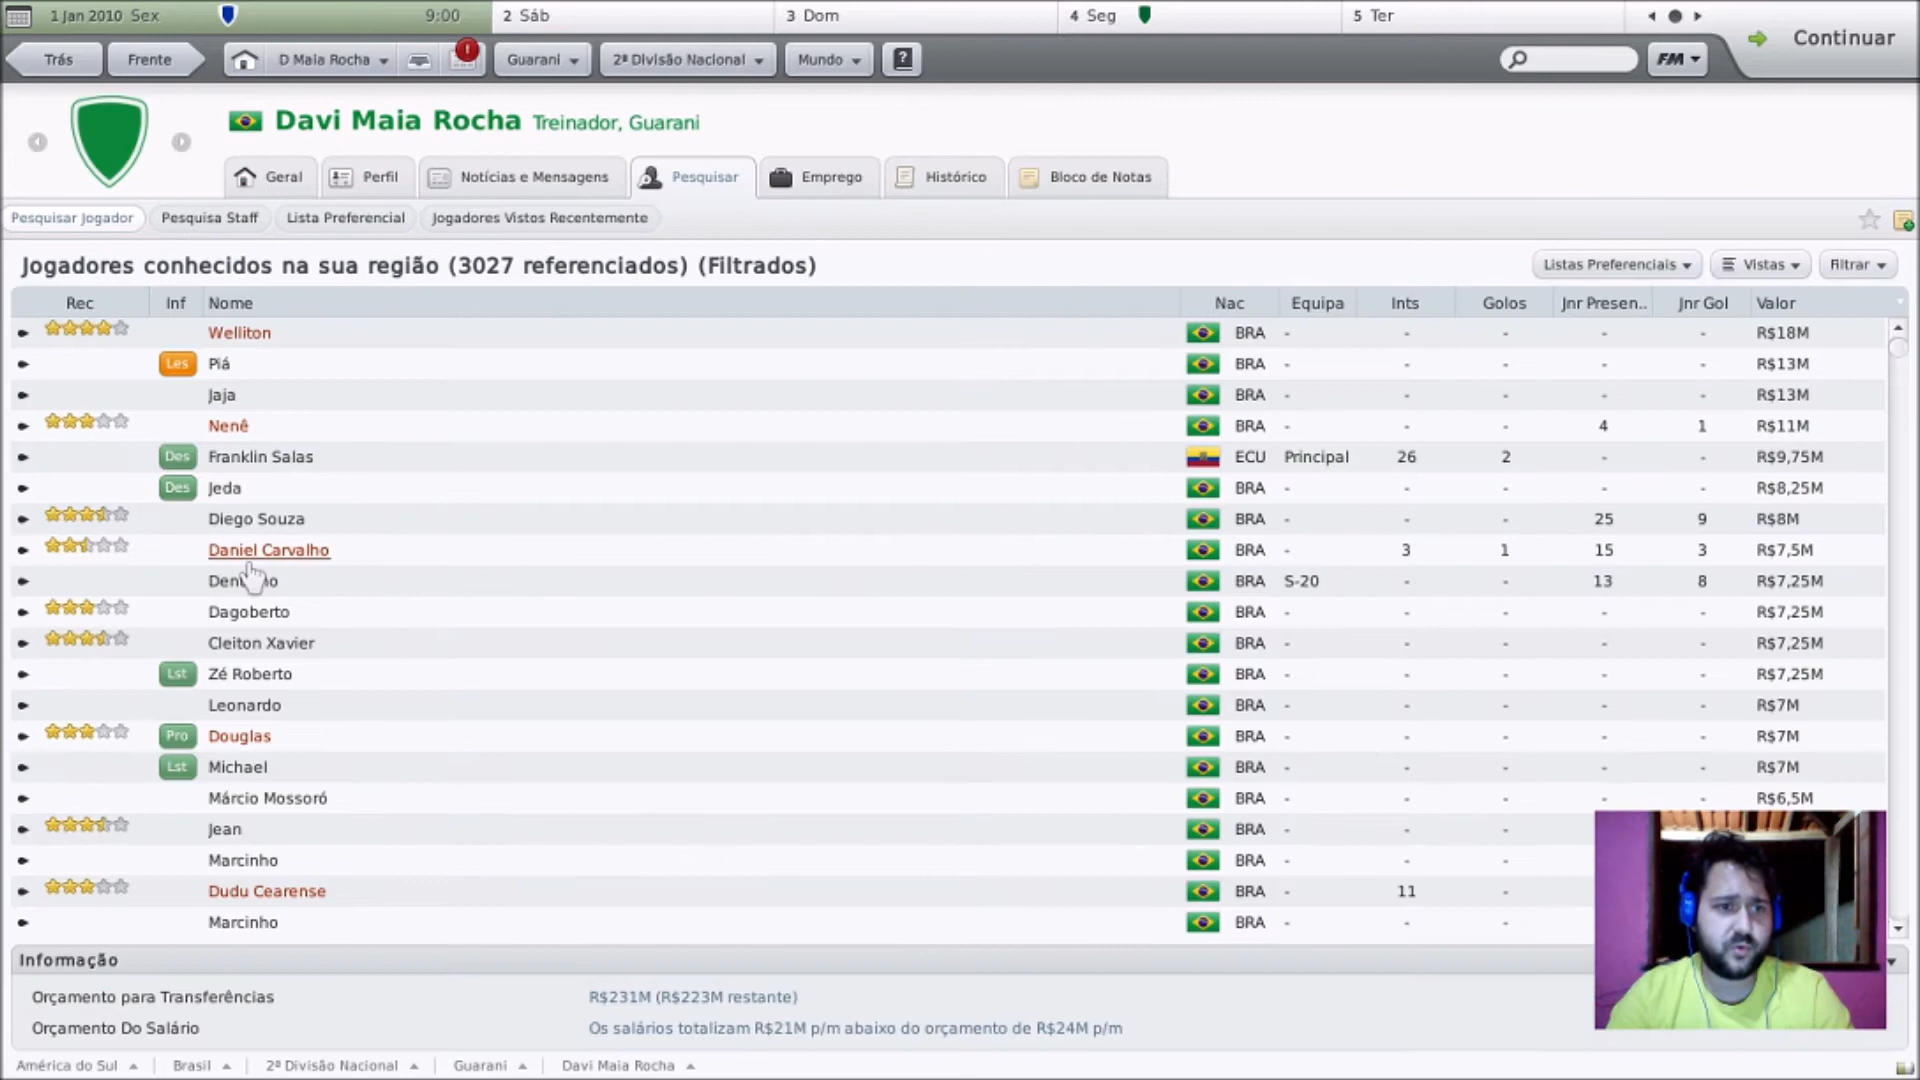 1 Jan 2010 Sex 9:00 2 Sáb 3 Dom 4 Seg 5 Ter
Continuar
Trás Frente D Maia Rocha ! Guarani 2ª Divisão Nacional Mundo ? FM
Davi Maia Rocha Treinador, Guarani
Geral Perfil Notícias e Mensagens Pesquisar Emprego Histórico Bloco de Notas
Pesquisar Jogador Pesquisa Staff Lista Preferencial Jogadores Vistos Recentemente
Jogadores conhecidos na sua região (3027 referenciados) (Filtrados) Listas Preferenciais Vistas Filtrar
Rec Inf Nome Nac Equipa Ints Golos Jnr Presen.. Jnr Gol Valor
Welliton BRA - - - - - R$18M
Les Piá BRA - - - - - R$13M
Jaja BRA - - - - - R$13M
Nenê BRA - - - 4 1 R$11M
Des Franklin Salas ECU Principal 26 2 - - R$9,75M
Des Jeda BRA - - - - - R$8,25M
Diego Souza BRA - - - 25 9 R$8M
Daniel Carvalho BRA - 3 1 15 3 R$7,5M
BRA S-20 - - 13 8 R$7,25M
Dagoberto BRA - - - - - R$7,25M
Cleiton Xavier BRA - - - - - R$7,25M
Lst Zé Roberto BRA - - - - - R$7,25M
Leonardo BRA - - - - - R$7M
Pro Douglas BRA - - - - - R$7M
Lst Michael BRA - - - - - R$7M
Márcio Mossoró BRA - - - - - R$6,5M
Jean BRA - - -
Marcinho BRA - - -
Dudu Cearense BRA - 11 -
Marcinho BRA - - -
Informação
Orçamento para Transferências R$231M (R$223M restante)
Orçamento Do Salário Os salários totalizam R$21M p/m abaixo do orçamento de R$24M p/m
América do Sul Brasil 2ª Divisão Nacional Guarani Davi Maia Rocha